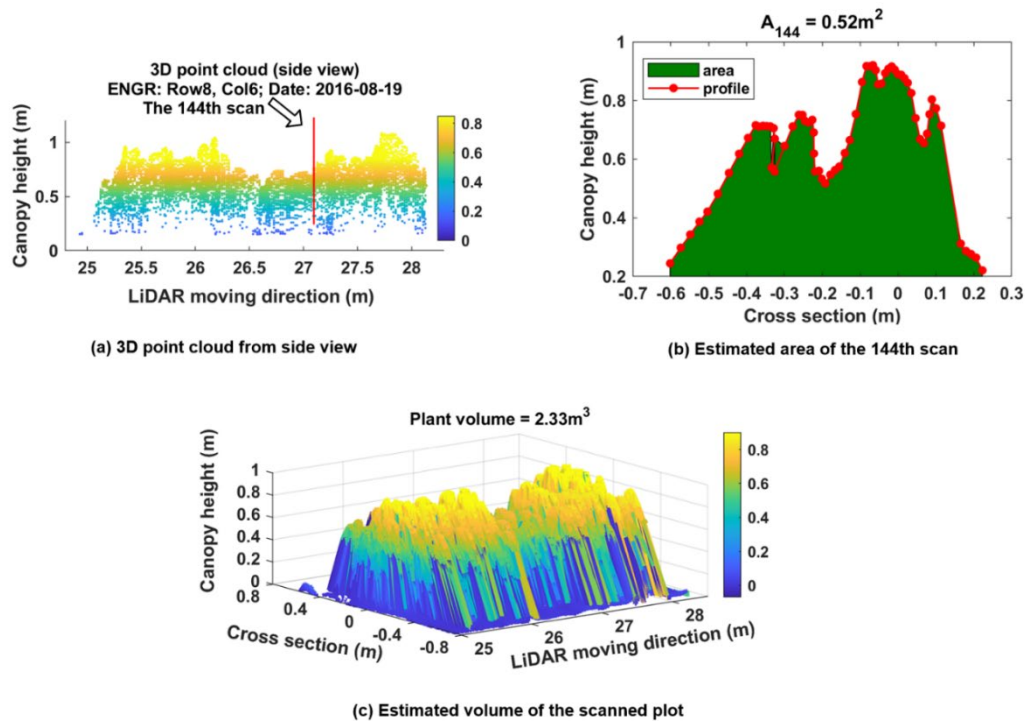 3D point cloud (side view)
ENGR: Row8, Col6; Date: 2016-08-19
The 144th scan
Canopy height (m)
1
0.5
0
25 25.5 26 26.5 27 27.5 28
LiDAR moving direction (m)
0.8
0.6
0.4
0.2
0
(a) 3D point cloud from side view
A144 = 0.52m2
area
profile
Canopy height (m)
1
0.8
0.6
0.4
0.2
-0.7 -0.6 -0.5 -0.4 -0.3 -0.2 -0.1 0 0.1 0.2 0.3
Cross section (m)
(b) Estimated area of the 144th scan
Plant volume = 2.33m3
Canopy height (m)
1
0.8
0.6
0.4
0.2
0
0.8
0.4
0
-0.4
-0.8
Cross section (m)
25
26
27
28
LiDAR moving direction (m)
0.8
0.6
0.4
0.2
0
(c) Estimated volume of the scanned plot